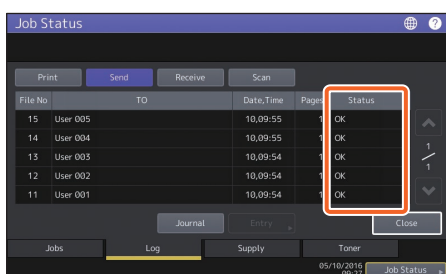 Job Status
?
Print Send Receive Scan
File No TO Date,Time Pages Status
15 User 005 10,09:55 1 OK
14 User 004 10,09:55 1 OK
13 User 003 10,09:54 1 OK
12 User 002 10,09:54 1 OK
11 User 001 10,09:54 1 OK
1
1
Journal Entry Close
Jobs Log Supply Toner
05/10/2016
09:27 Job Status